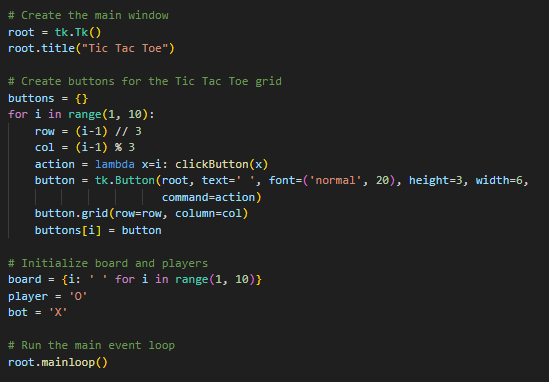 # Create the main window
root = tk.Tk()
root.title("Tic Tac Toe")

# Create buttons for the Tic Tac Toe grid
buttons = {}
for i in range(1, 10):
    row = (i-1) // 3
    col = (i-1) % 3
    action = lambda x=i: clickButton(x)
    button = tk.Button(root, text=' ', font=('normal', 20), height=3, width=6,
                       command=action)
    button.grid(row=row, column=col)
    buttons[i] = button

# Initialize board and players
board = {i: ' ' for i in range(1, 10)}
player = 'O'
bot = 'X'

# Run the main event loop
root.mainloop()